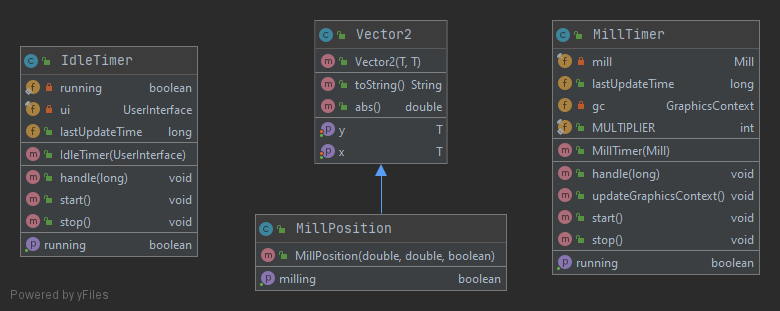 IdleTimer
running boolean
ui UserInterface
lastUpdateTime long
IdleTimer(UserInterface)
handle(long) void
start() void
stop() void
running boolean
Vector2
Vector2(T, T)
toString() String
abs() double
y T
x T
MillPosition
MillPosition(double, double, boolean)
milling boolean
MillTimer
mill Mill
lastUpdateTime long
gc GraphicsContext
MULTIPLIER int
MillTimer(Mill)
handle(long) void
updateGraphicsContext() void
start() void
stop() void
running boolean
Powered by yFiles